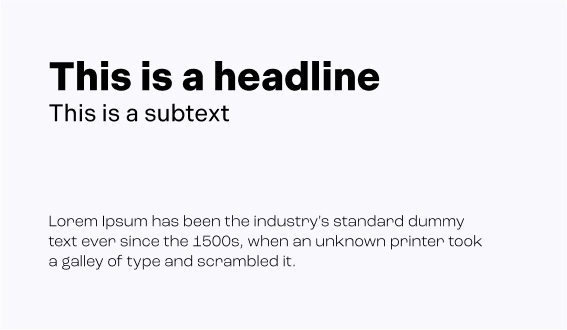 This is a headline
This is a subtext
Lorem Ipsum has been the industry's standard dummy
text ever since the 1500s, when an unknown printer took
a galley of type and scrambled it.